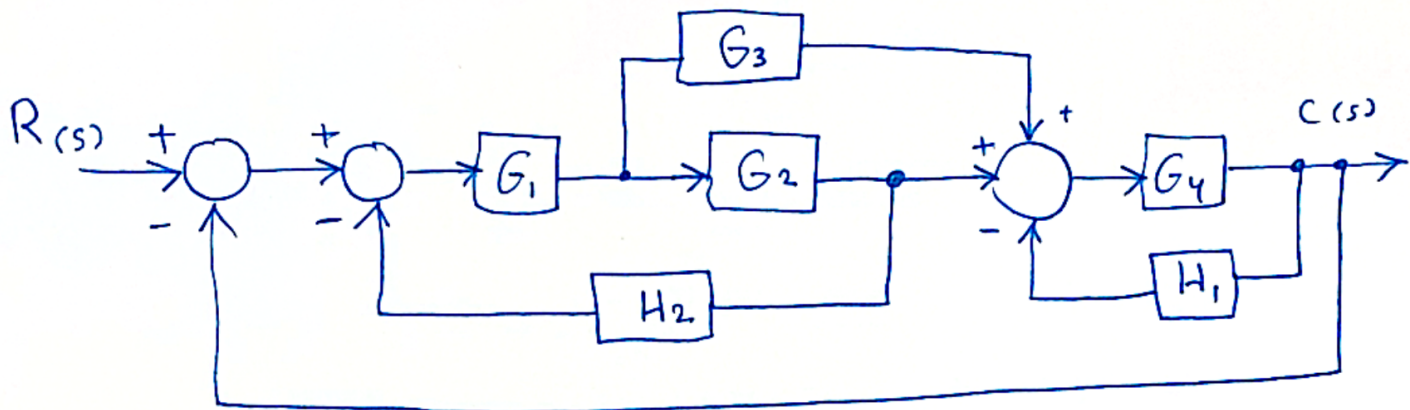 G3
R(s) + + + + C(s)
G1 G2 G4
- - -
H2 H1